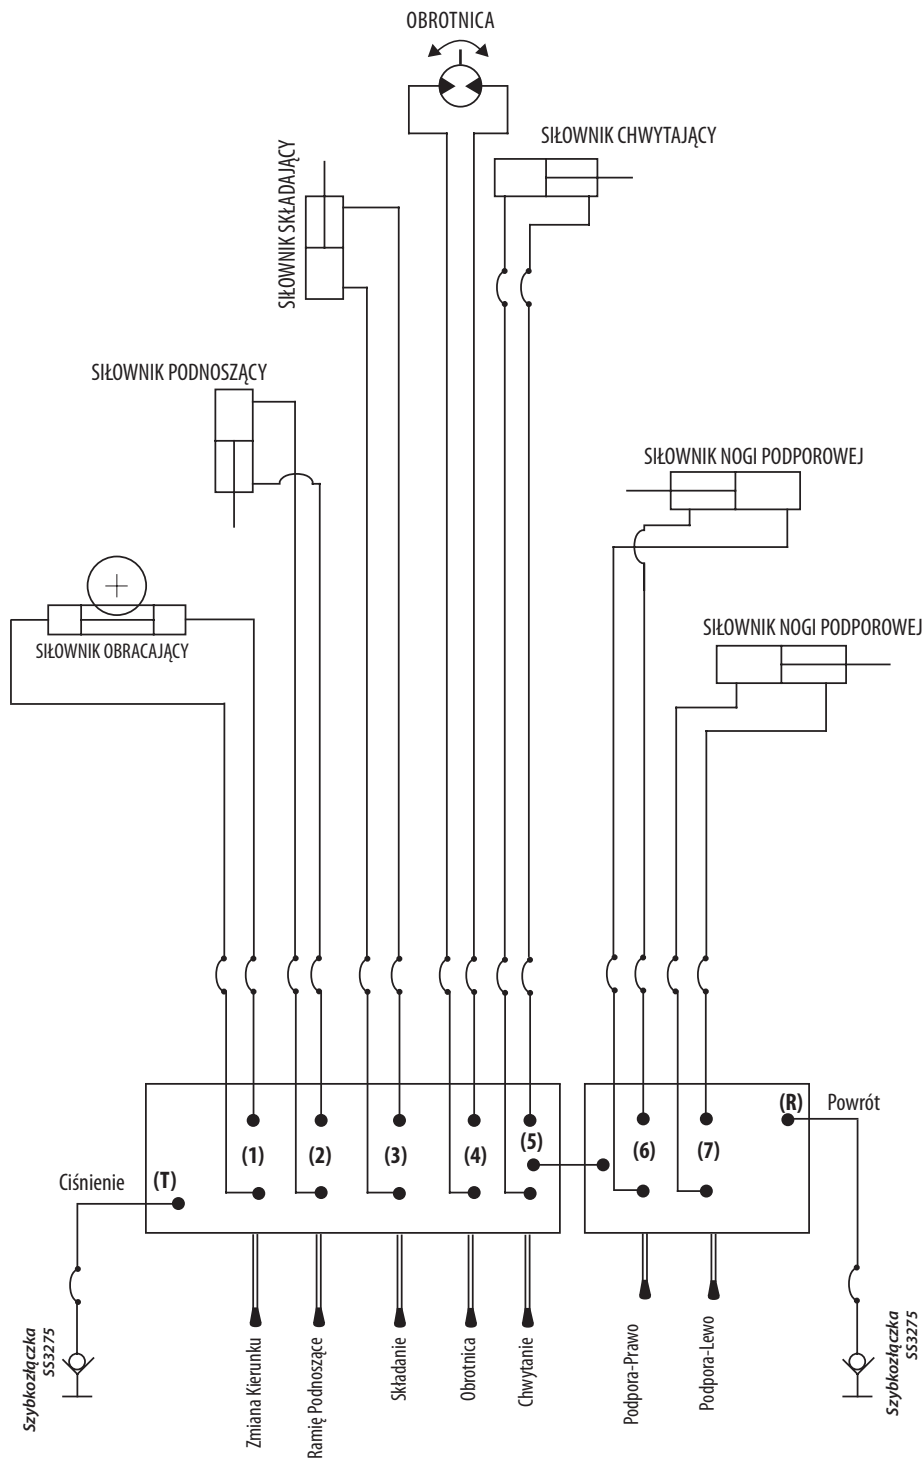 OBROTNICA
SIŁOWNIK CHWYTAJĄCY
SIŁOWNIK SKŁADAJĄCY
SIŁOWNIK PODNOSZĄCY
SIŁOWNIK NOGI PODPOROWEJ
SIŁOWNIK NOGI PODPOROWEJ
SIŁOWNIK OBRACAJĄCY
Ciśnienie
(T)
(1)
(2)
(3)
(4)
(5)
(6)
(7)
(R)
Powrót
Szybkozłączka
SS3275
Zmiana Kierunku
Ramię Podnoszące
Składanie
Obrotnica
Chwytanie
Podpora-Prawo
Podpora-Lewo
Szybkozłączka
SS3275